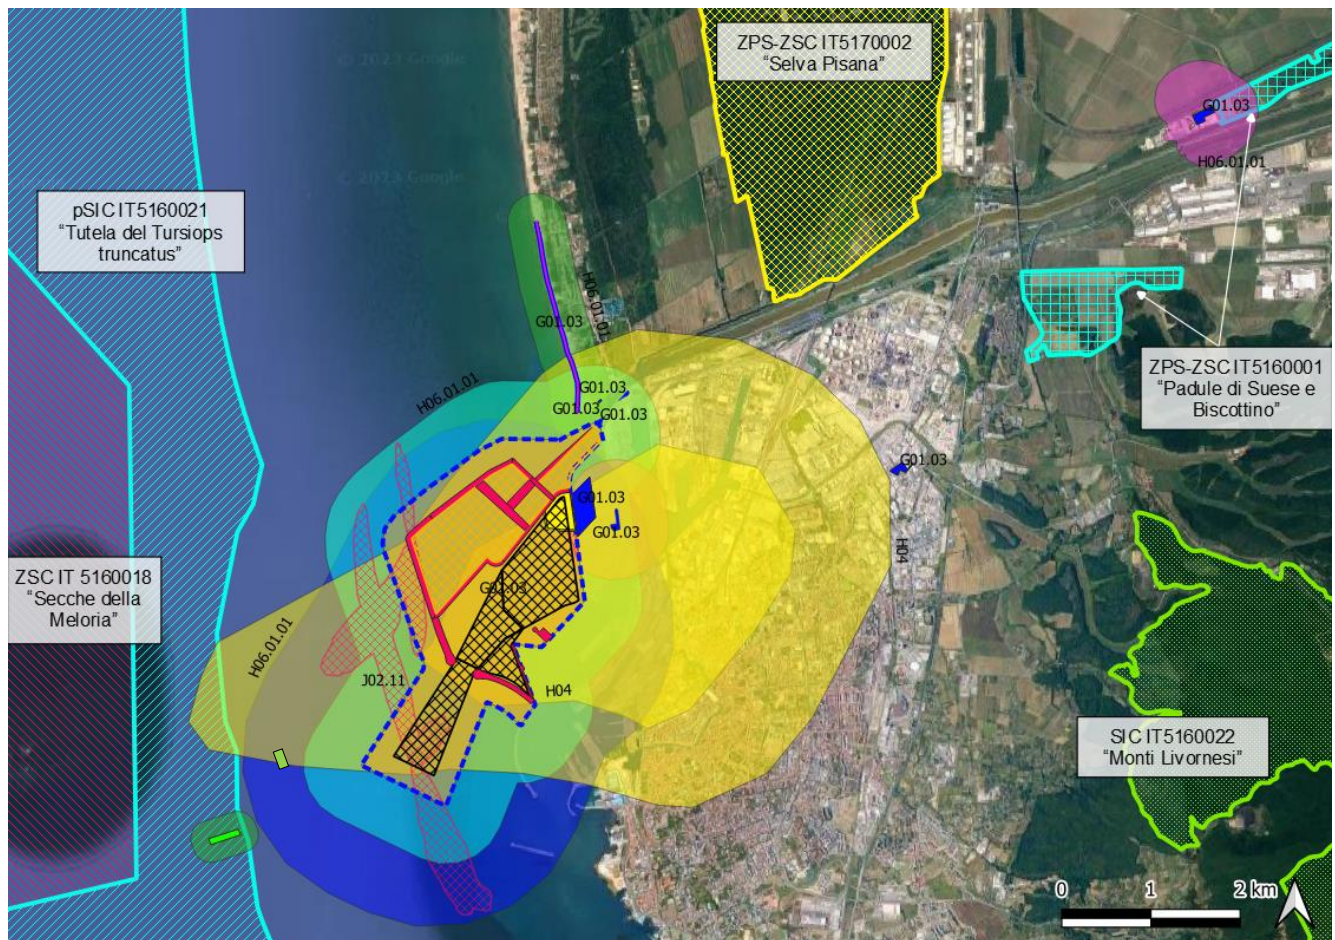 © 2023 Google
ZPS-ZSC IT5170002
“Selva Pisana”
G01.03
H06.01.01
© 2023 Google
pSIC IT5160021
“Tutela del Tursiops
truncatus”
H06.01.01
G01.03
ZPS-ZSC IT5160001
“Padule di Suese e
Biscottino”
H06.01.01
G01.03
G01.03
G01.03
G01.03
G01.03
G01.03
H04
ZSC IT 5160018
“Secche della
Meloria”
G01.03
H06.01.01
J02.11
H04
SIC IT5160022
“Monti Livornesi”
0 1 2 km